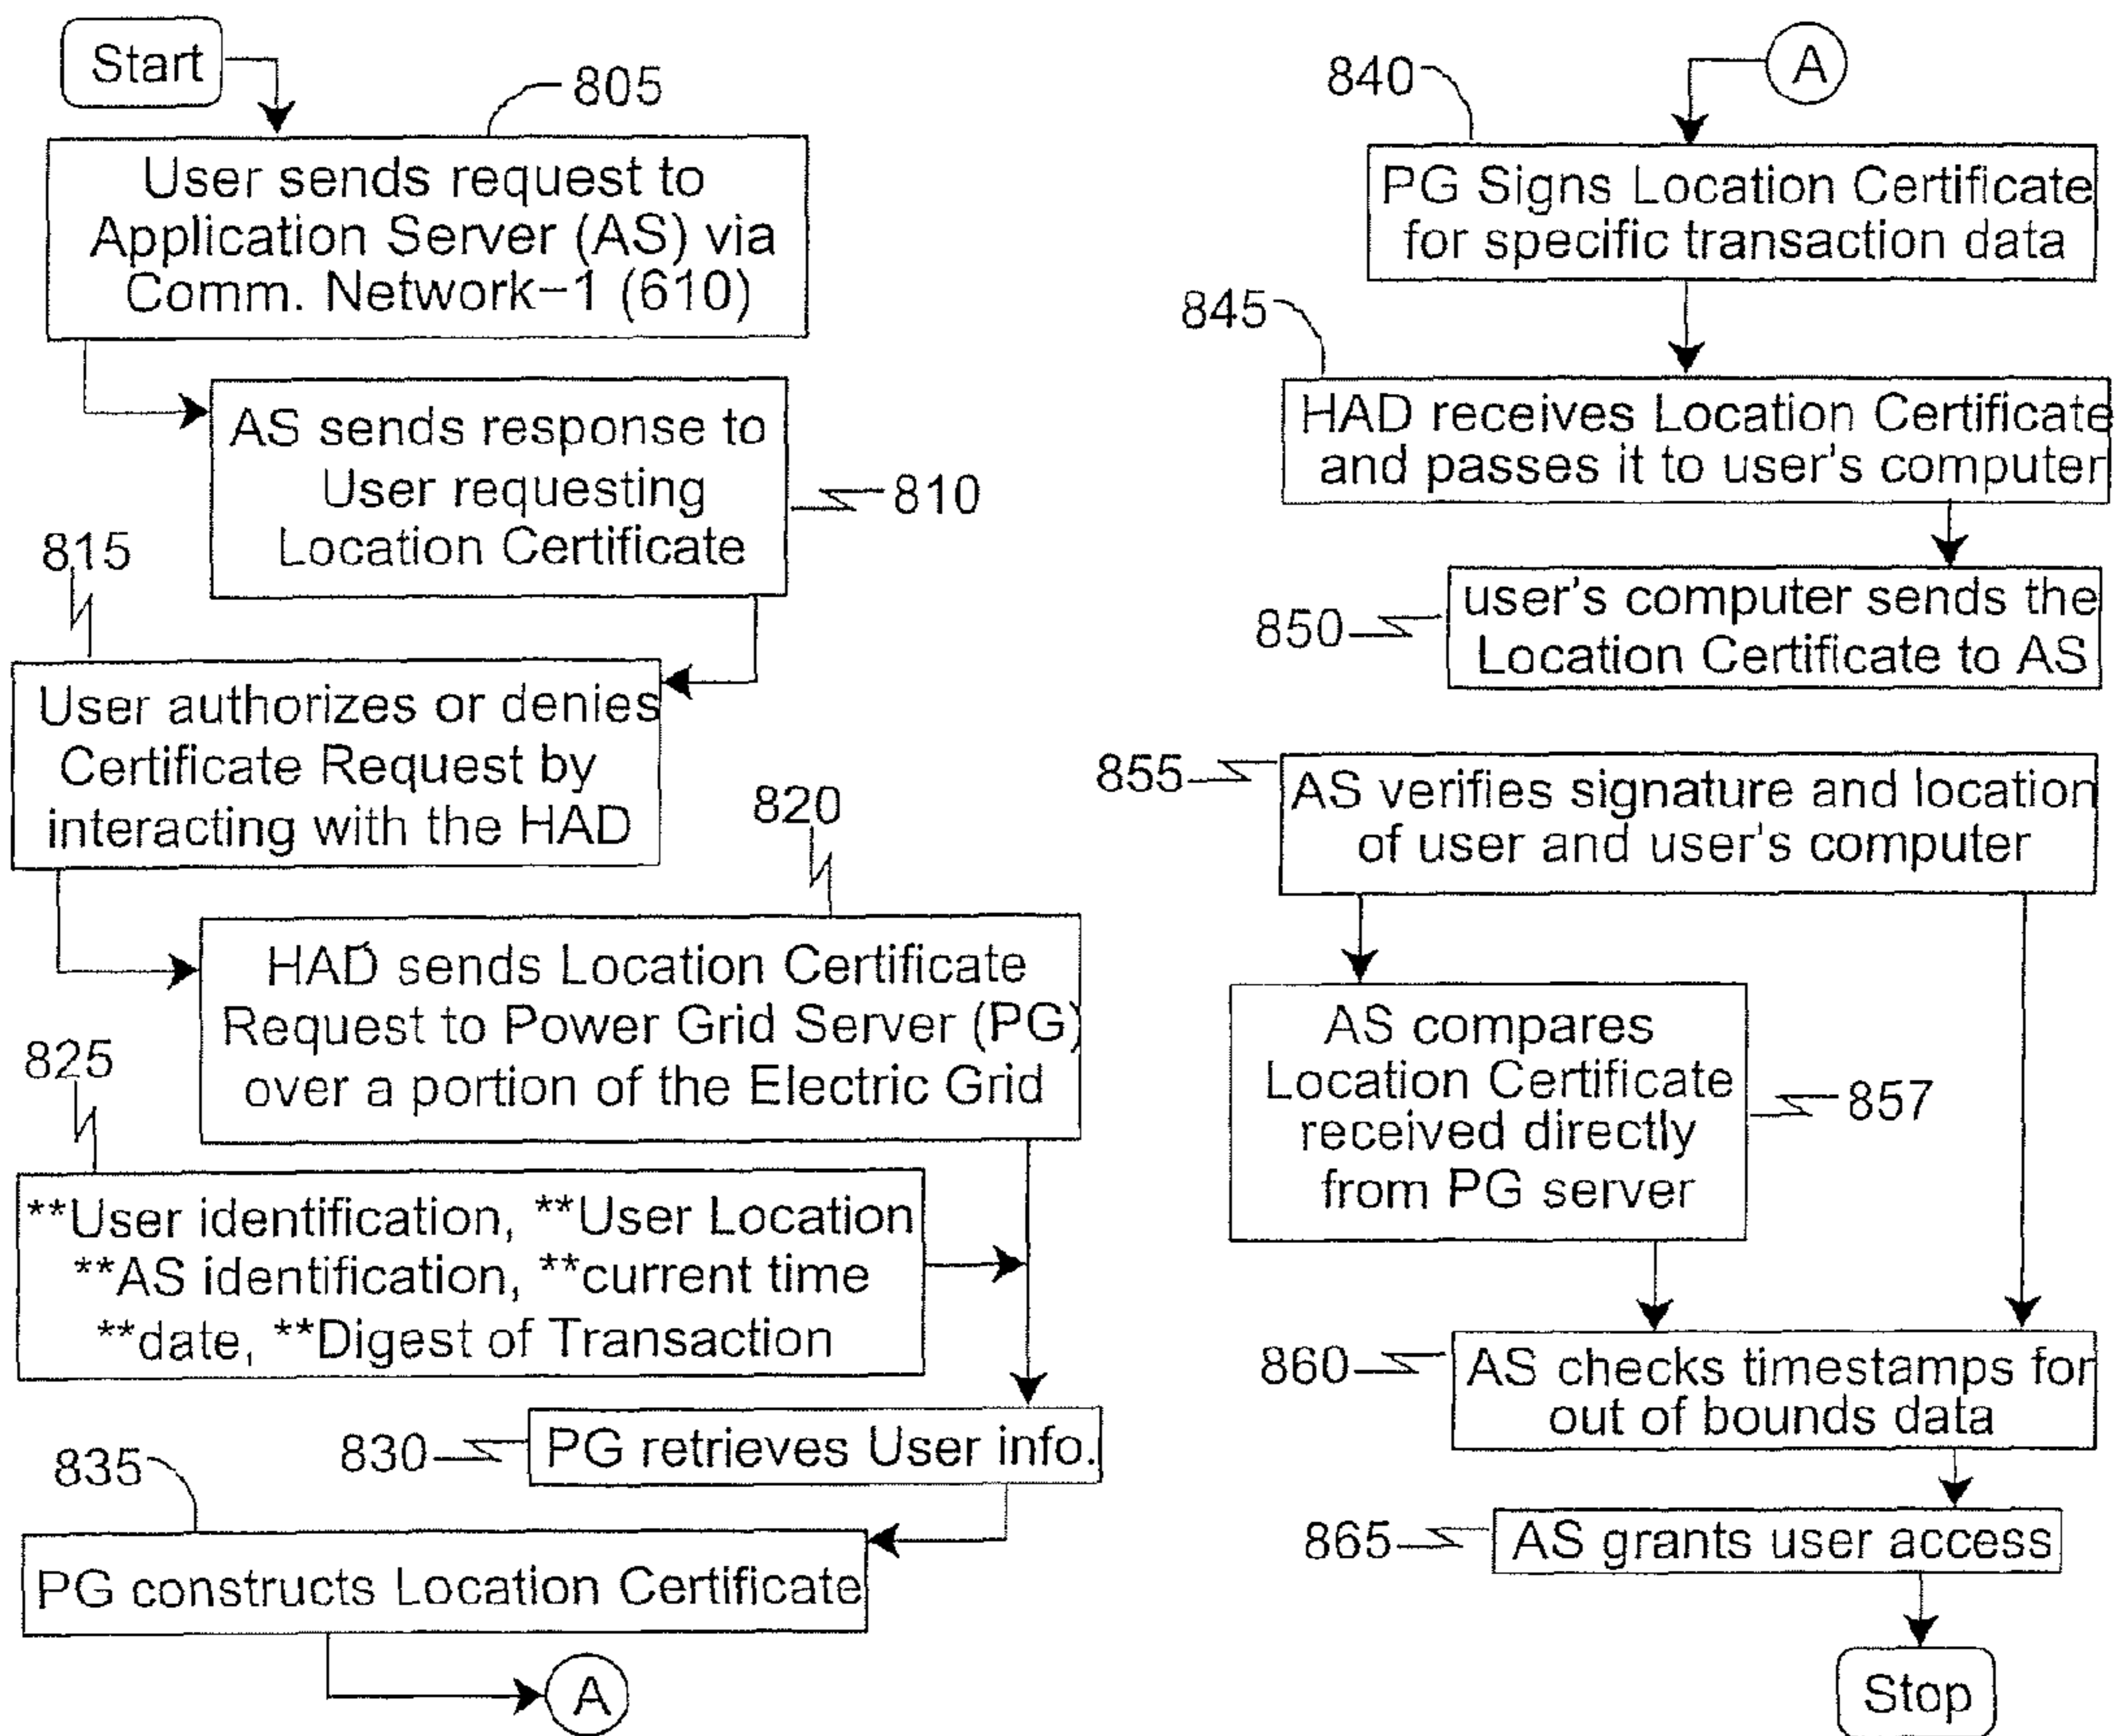 Start
805
User sends request to
Application Server (AS) via
Comm. Network-1 (610)
AS sends response to
User requesting
Location Certificate
810
815
User authorizes or denies
Certificate Request by
interacting with the HAD
820
HAD sends Location Certificate
Request to Power Grid Server (PG)
over a portion of the Electric Grid
825
**User identification, **User Location
**AS identification, **current time
**date, **Digest of Transaction
830
PG retrieves User info.
835
PG constructs Location Certificate
A
A
840
PG Signs Location Certificate
for specific transaction data
845
HAD receives Location Certificate
and passes it to user's computer
850
user's computer sends the
Location Certificate to AS
855
AS verifies signature and location
of user and user's computer
AS compares
Location Certificate
received directly
from PG server
857
860
AS checks timestamps for
out of bounds data
865
AS grants user access
Stop